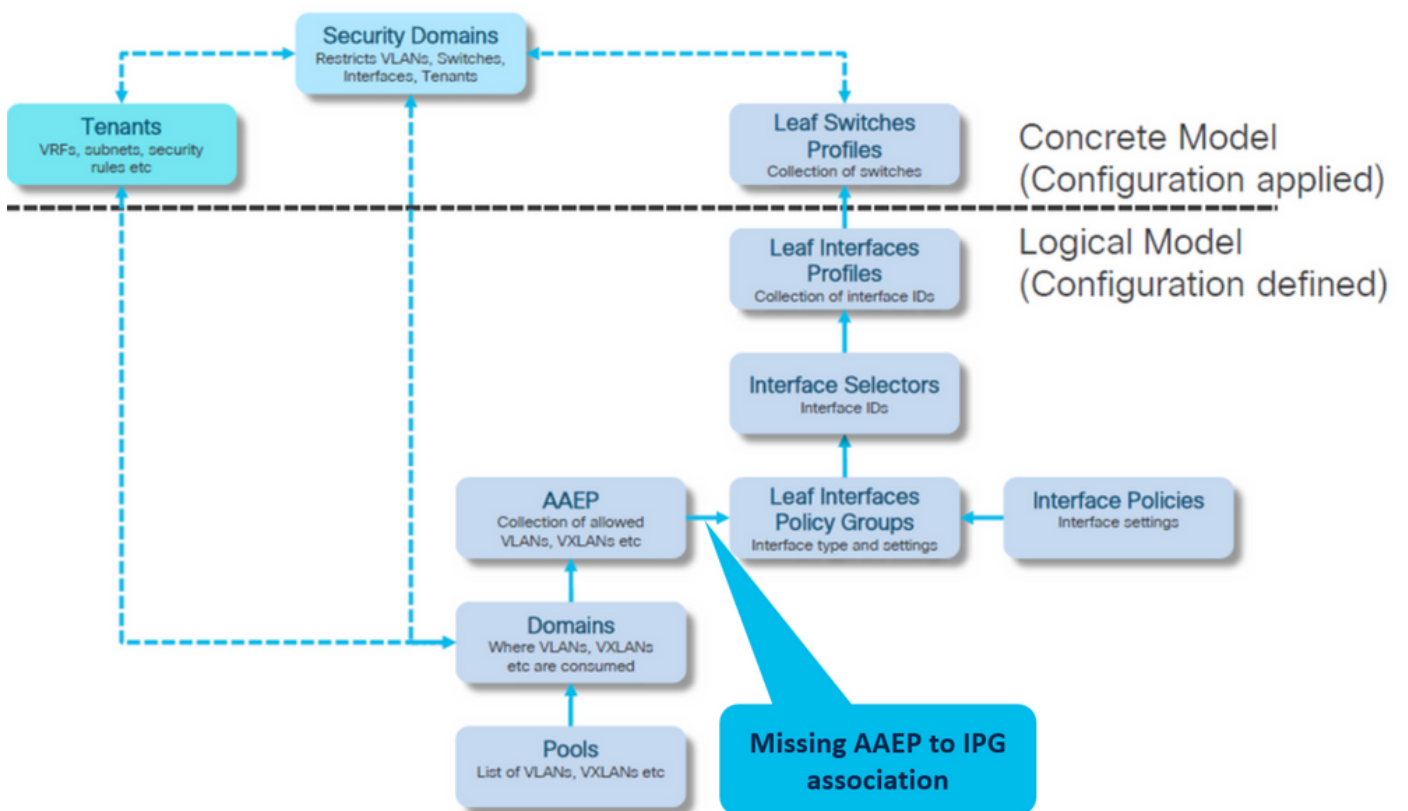 Security Domains
Restricts VLANs, Switches,
Interfaces, Tenants
Tenants
VRFs, subnets, security
rules etc
Leaf Switches
Profiles
Collection of switches
Concrete Model
(Configuration applied)
Logical Model
(Configuration defined)
Leaf Interfaces
Profiles
Collection of interface IDs
Interface Selectors
Interface IDs
AAEP
Collection of allowed
VLANs, VXLANs etc
Leaf Interfaces
Policy Groups
Interface type and settings
Interface Policies
Interface settings
Domains
Where VLANs, VXLANs
etc are consumed
Pools
List of VLANs, VXLANs etc
Missing AAEP to IPG
association